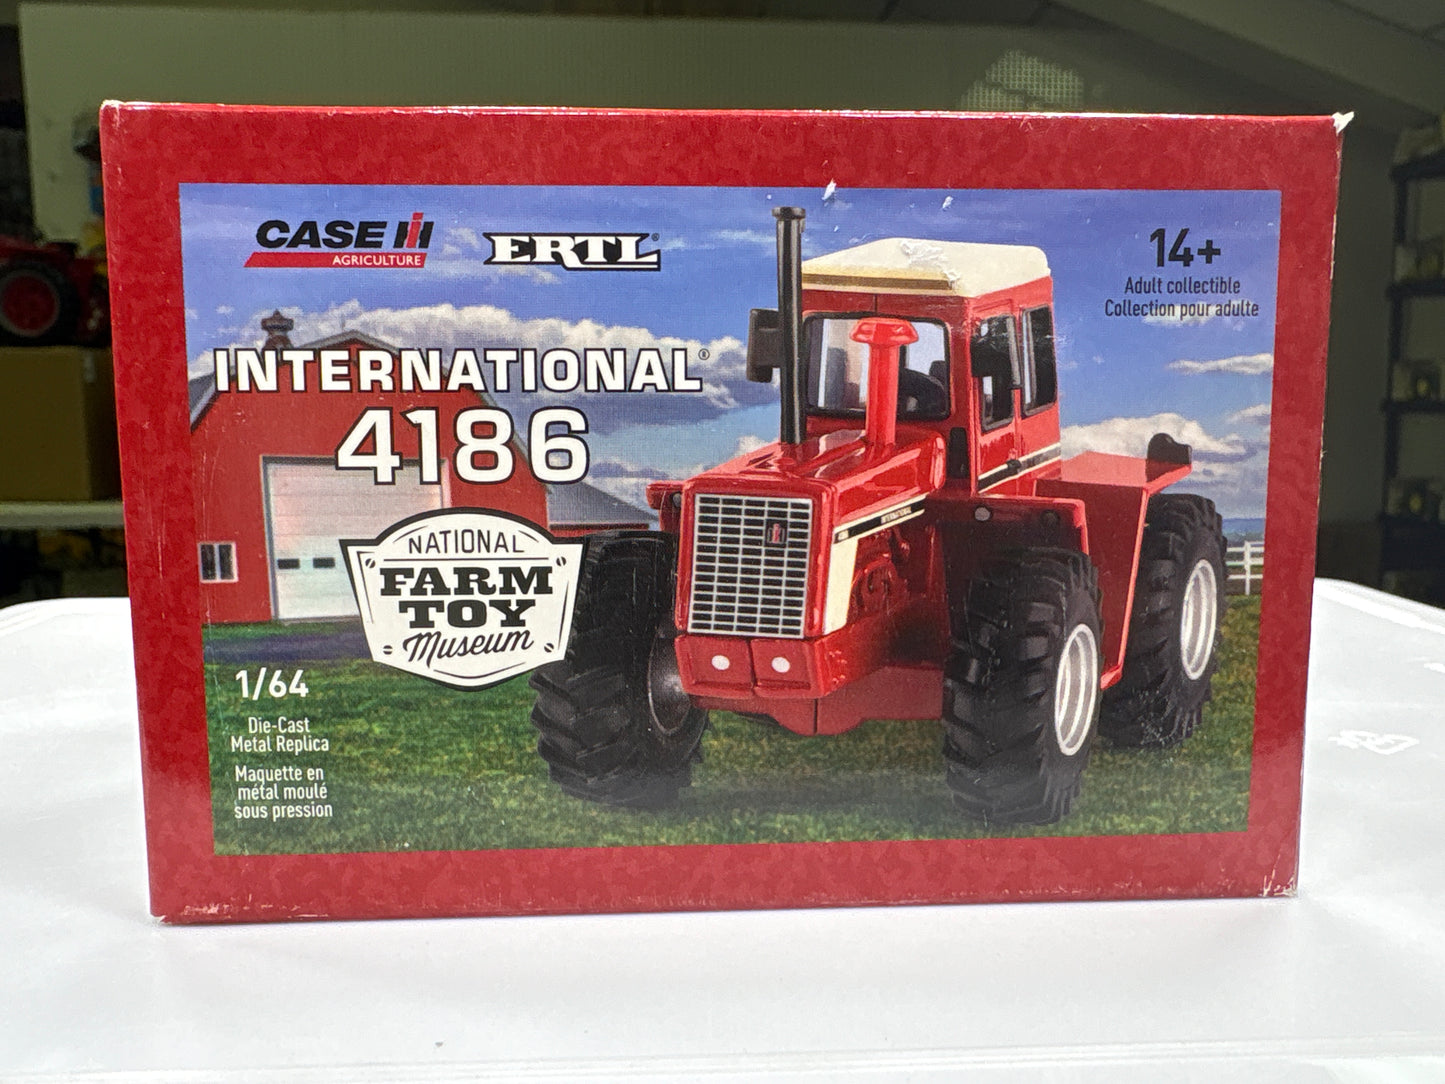 CASE IH
AGRICULTURE
ERTL®
14+
Adult collectible
Collection pour adulte
INTERNATIONAL®
4186
NATIONAL
FARM
TOY
Museum
1/64
Die-Cast
Metal Replica
Maquette en
métal moulé
sous pression
INTERNATIONAL